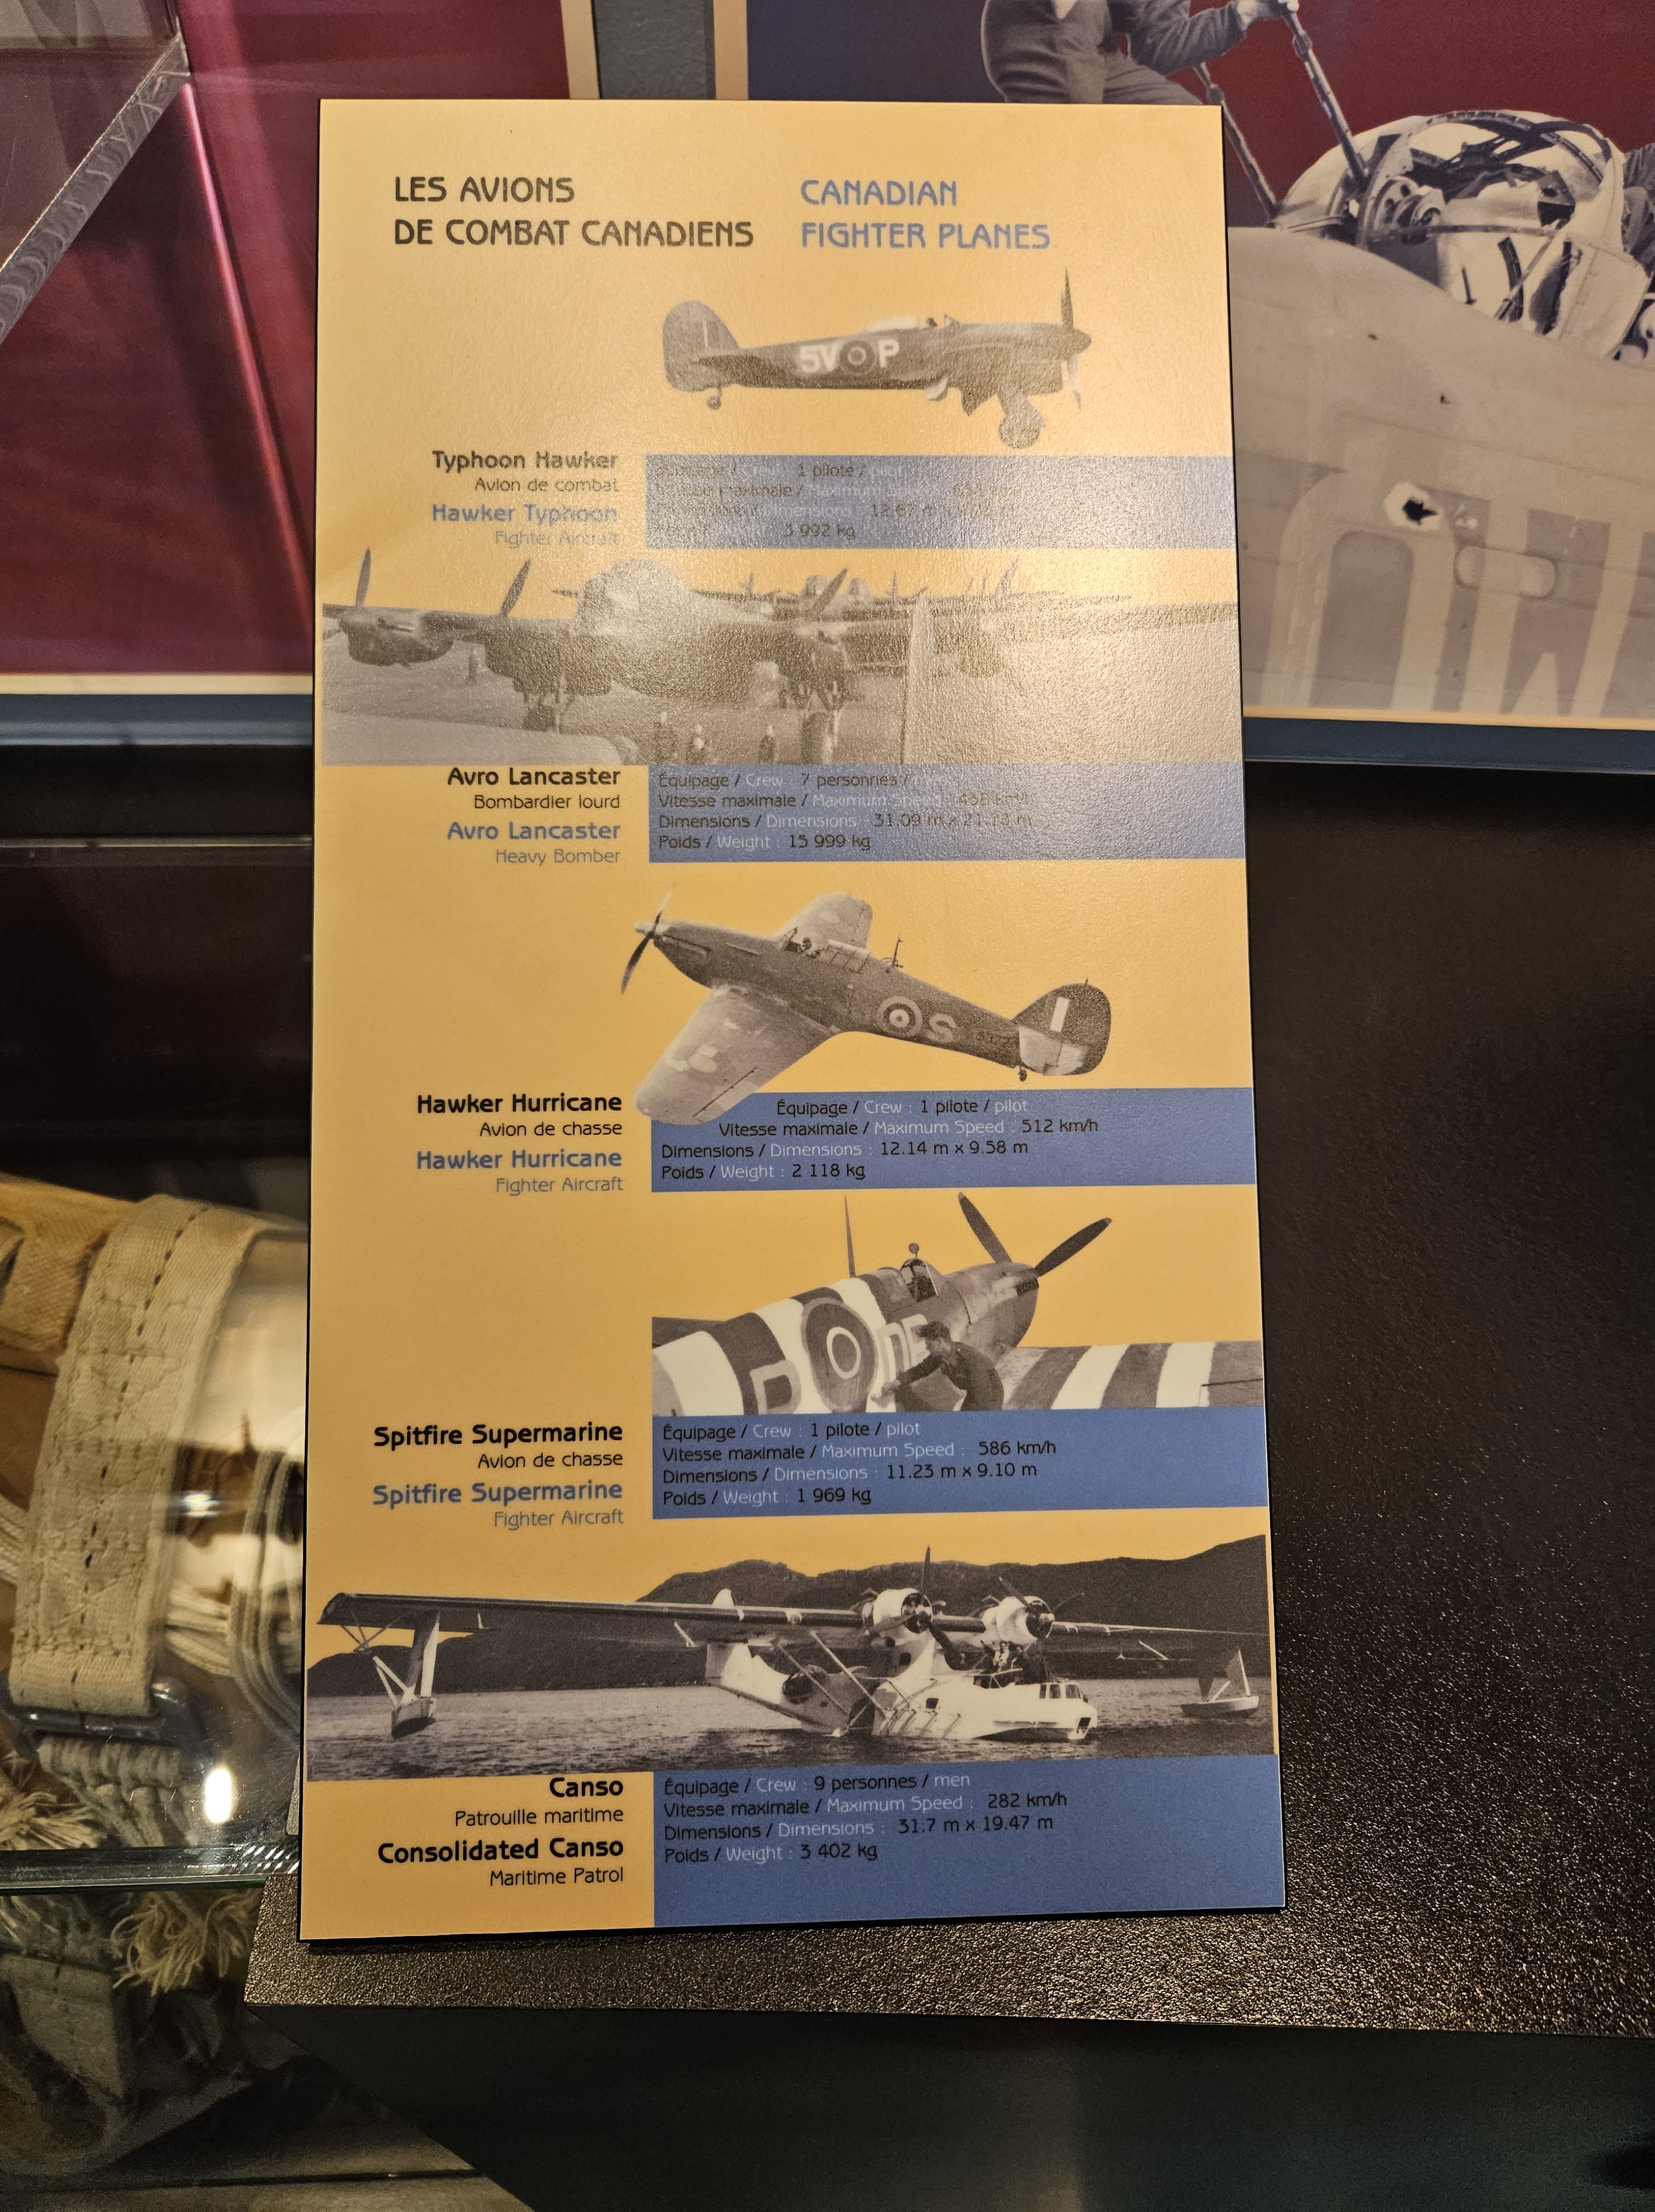 LES AVIONS
DE COMBAT CANADIENS
CANADIAN
FIGHTER PLANES
5V P
Typhoon Hawker
Avion de combat
Hawker Typhoon
Fighter Aircraft
1 pilote /
maximale / Maximum Speed
Dimensions
3 992 kg
Avro Lancaster
Bombardier lourd
Avro Lancaster
Heavy Bomber
Équipage / Crew : 7 personnes /
Vitesse maximale / Maximum Speed :
Dimensions / Dimensions : 31.09 m x
Poids / Weight : 15 999 kg
S
Hawker Hurricane
Avion de chasse
Hawker Hurricane
Fighter Aircraft
Équipage / Crew : 1 pilote / pilot
Vitesse maximale / Maximum Speed : 512 km/h
Dimensions / Dimensions : 12.14 m x 9.58 m
Poids / Weight : 2 118 kg
Spitfire Supermarine
Avion de chasse
Spitfire Supermarine
Fighter Aircraft
Équipage / Crew : 1 pilote / pilot
Vitesse maximale / Maximum Speed : 586 km/h
Dimensions / Dimensions : 11.23 m x 9.10 m
Poids / Weight : 1 969 kg
Canso
Patrouille maritime
Consolidated Canso
Maritime Patrol
Équipage / Crew : 9 personnes / men
Vitesse maximale / Maximum Speed : 282 km/h
Dimensions / Dimensions : 31.7 m x 19.47 m
Poids / Weight : 3 402 kg